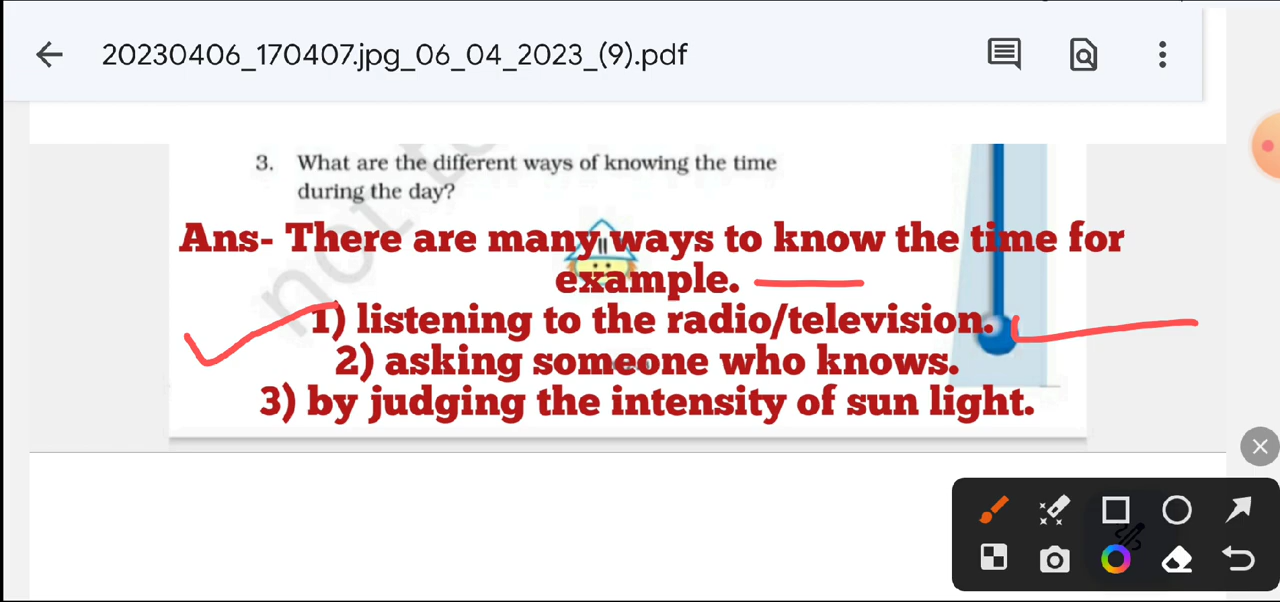 20230406_170407.jpg_06_04_2023_(9).pdf
3. What are the different ways of knowing the time
during the day?
Ans- There are many ways to know the time for
example.
1) listening to the radio/television.
2) asking someone who knows.
3) by judging the intensity of sun light.
not